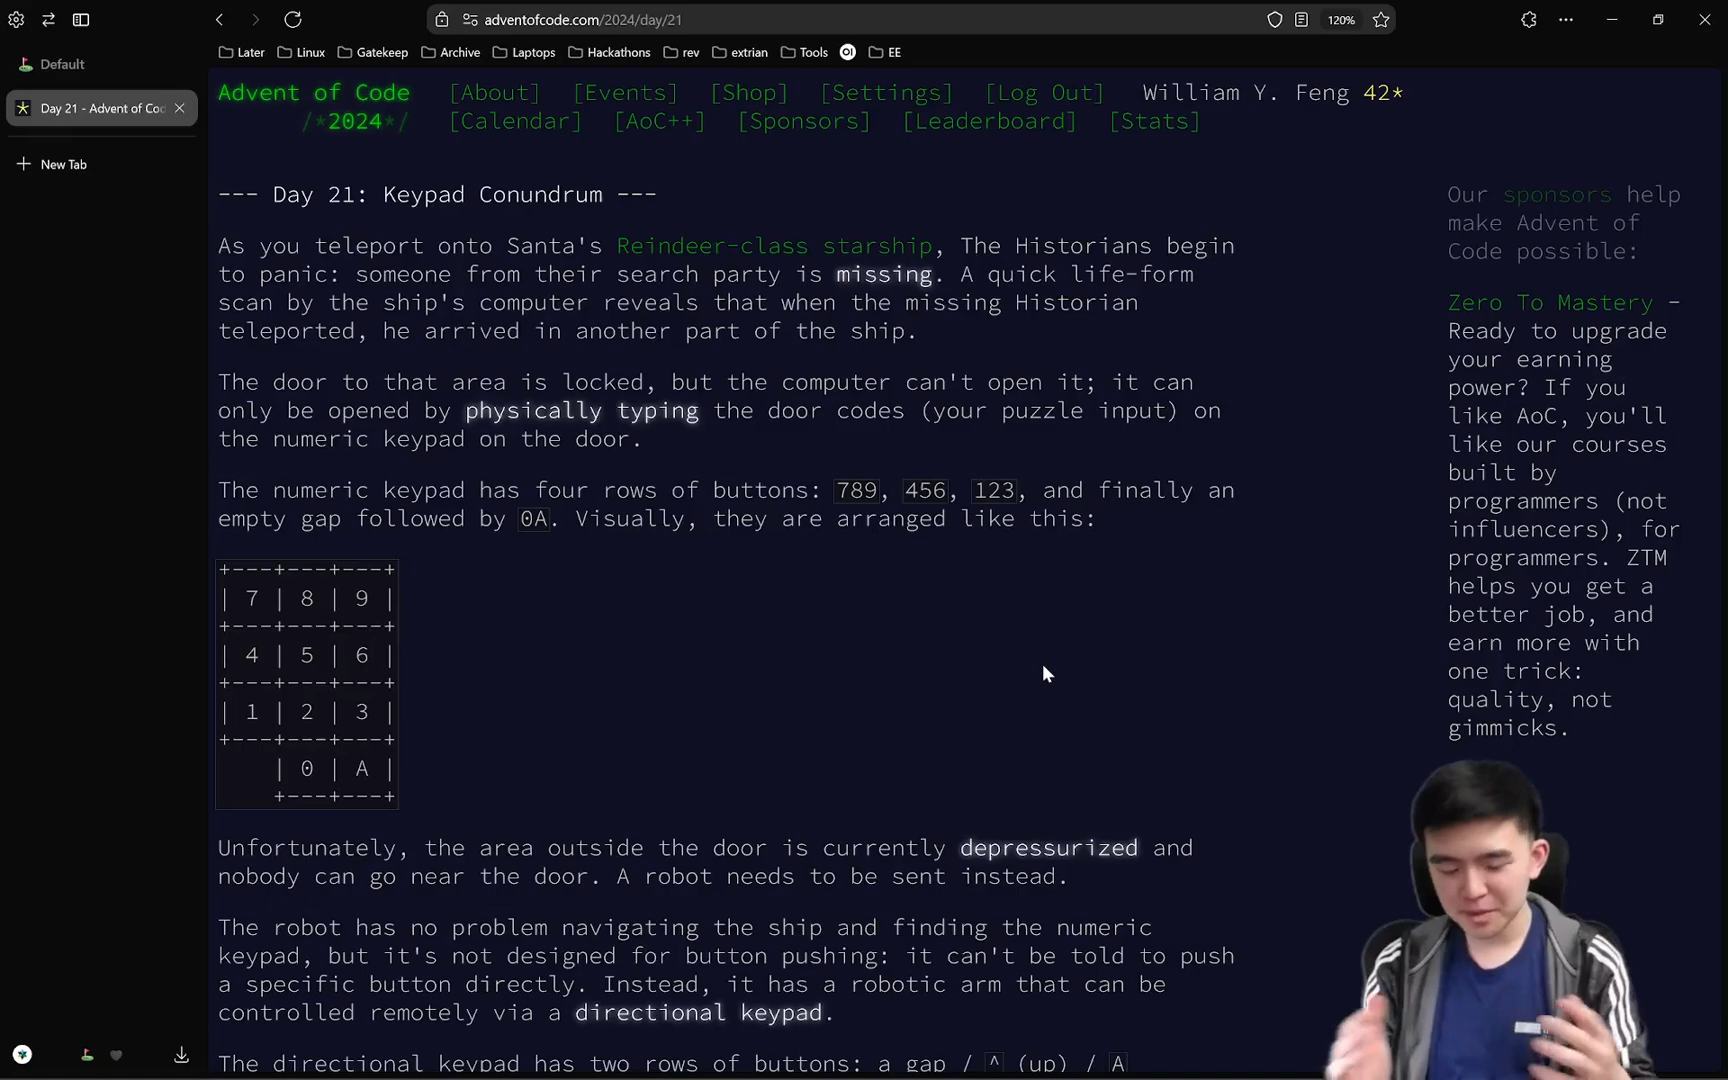 adventofcode.com/2024/day/21
120%
Later
Linux
Gatekeep
Archive
Laptops
Hackathons
rev
extrian
Tools
EE
Default
Day 21 - Advent of Co
New Tab
Advent of Code [About] [Events] [Shop] [Settings] [Log Out] William Y. Feng 42*
/*2024*/ [Calendar] [AoC++] [Sponsors] [Leaderboard] [Stats]
--- Day 21: Keypad Conundrum ---
As you teleport onto Santa's Reindeer-class starship, The Historians begin
to panic: someone from their search party is missing. A quick life-form
scan by the ship's computer reveals that when the missing Historian
teleported, he arrived in another part of the ship.
The door to that area is locked, but the computer can't open it; it can
only be opened by physically typing the door codes (your puzzle input) on
the numeric keypad on the door.
The numeric keypad has four rows of buttons: 789, 456, 123, and finally an
empty gap followed by 0A. Visually, they are arranged like this:
+---+---+---+
| 7 | 8 | 9 |
+---+---+---+
| 4 | 5 | 6 |
+---+---+---+
| 1 | 2 | 3 |
+---+---+---+
    | 0 | A |
    +---+---+
Unfortunately, the area outside the door is currently depressurized and
nobody can go near the door. A robot needs to be sent instead.
The robot has no problem navigating the ship and finding the numeric
keypad, but it's not designed for button pushing: it can't be told to push
a specific button directly. Instead, it has a robotic arm that can be
controlled remotely via a directional keypad.
The directional keypad has two rows of buttons: a gap / ^ (up) / A
Our sponsors help
make Advent of
Code possible:
Zero To Mastery -
Ready to upgrade
your earning
power? If you
like AoC, you'll
like our courses
built by
programmers (not
influencers), for
programmers. ZTM
helps you get a
better job, and
earn more with
one trick:
quality, not
gimmicks.